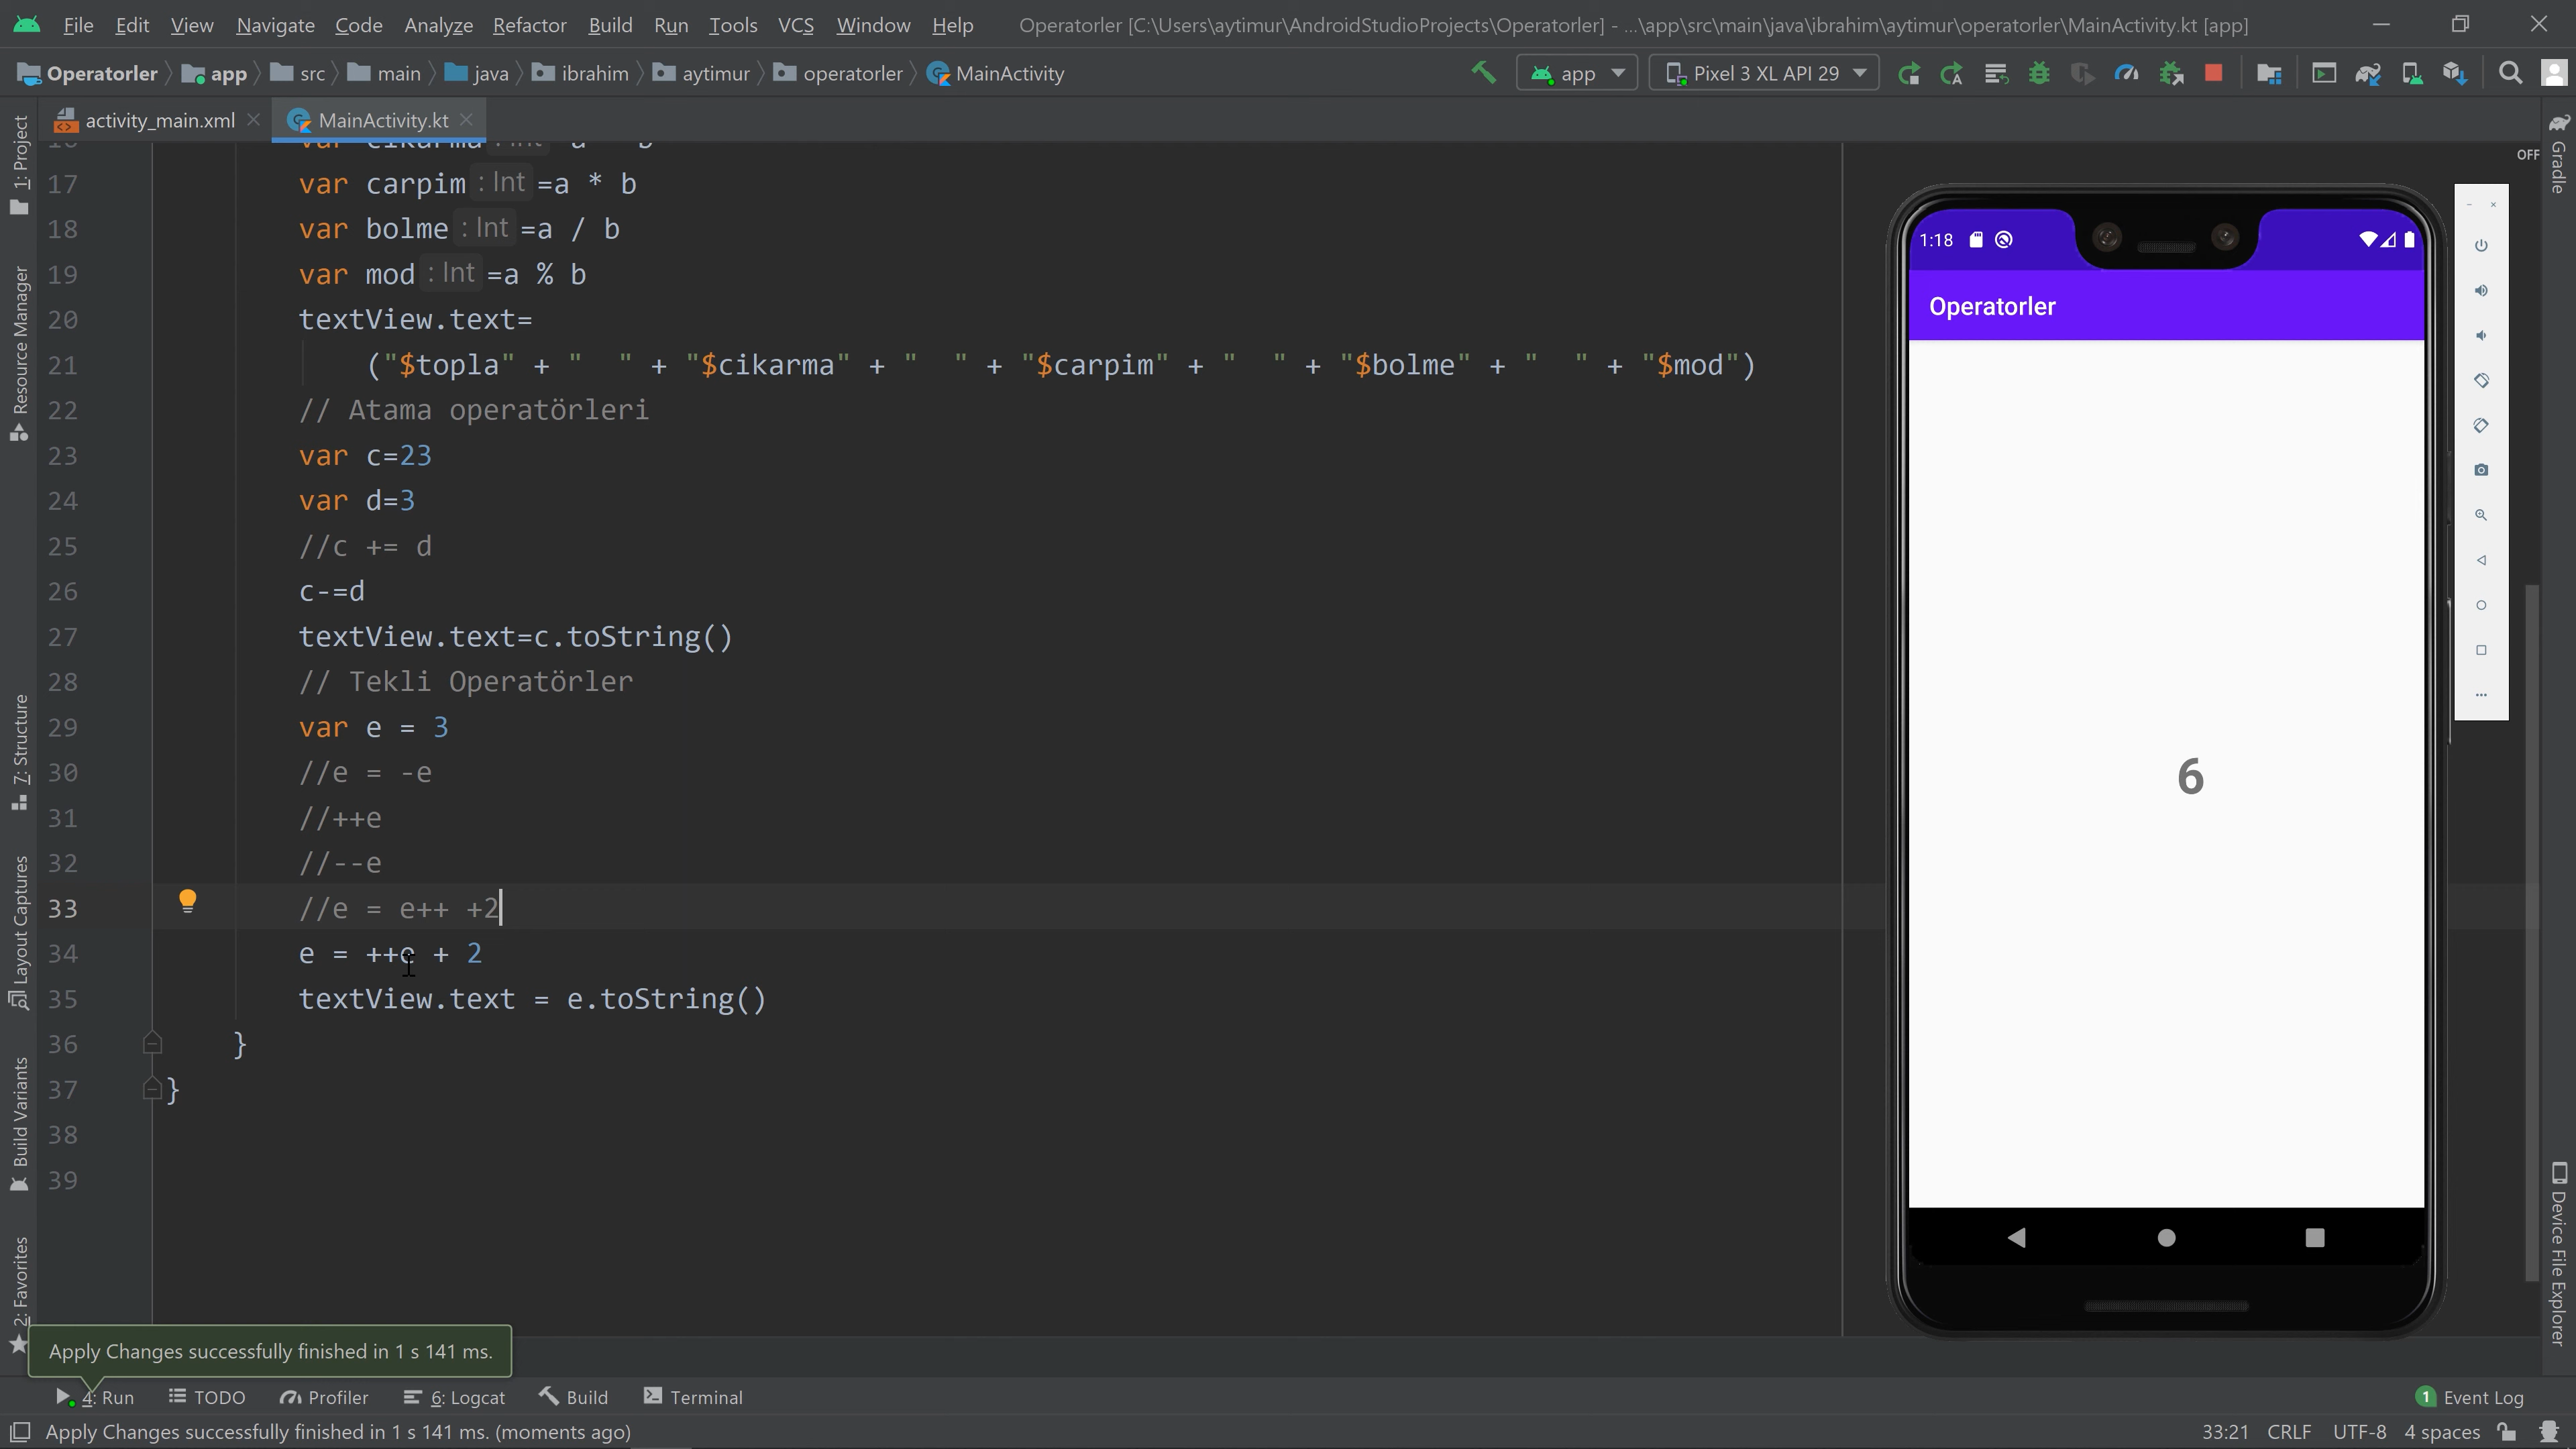 File Edit View Navigate Code Analyze Refactor Build Run Tools VCS Window Help Operatorler [C:\Users\aytimur\AndroidStudioProjects\Operatorler] - ...\app\src\main\java\ibrahim\aytimur\operatorler\MainActivity.kt [app]
Operatorler app src main java ibrahim aytimur operatorler MainActivity app Pixel 3 XL API 29
activity_main.xml MainActivity.kt
OFF
17 var carpim : Int =a * b
18 var bolme : Int =a / b
19 var mod : Int =a % b
20 textView.text=
21 ("$topla" + "  " + "$cikarma" + "  " + "$carpim" + "  " + "$bolme" + "  " + "$mod")
22 // Atama operatörleri
23 var c=23
24 var d=3
25 //c += d
26 c-=d
27 textView.text=c.toString()
28 // Tekli Operatörler
29 var e = 3
30 //e = -e
31 //++e
32 //--e
33 //e = e++ +2
34 e = ++e + 2
35 textView.text = e.toString()
36 }
37 }
38
39
1: Project
Resource Manager
7: Structure
Layout Captures
Build Variants
2: Favorites
1:18
Operatorler
6
Gradle
Device File Explorer
Apply Changes successfully finished in 1 s 141 ms.
4: Run TODO Profiler 6: Logcat Build Terminal 1 Event Log
Apply Changes successfully finished in 1 s 141 ms. (moments ago) 33:21 CRLF UTF-8 4 spaces